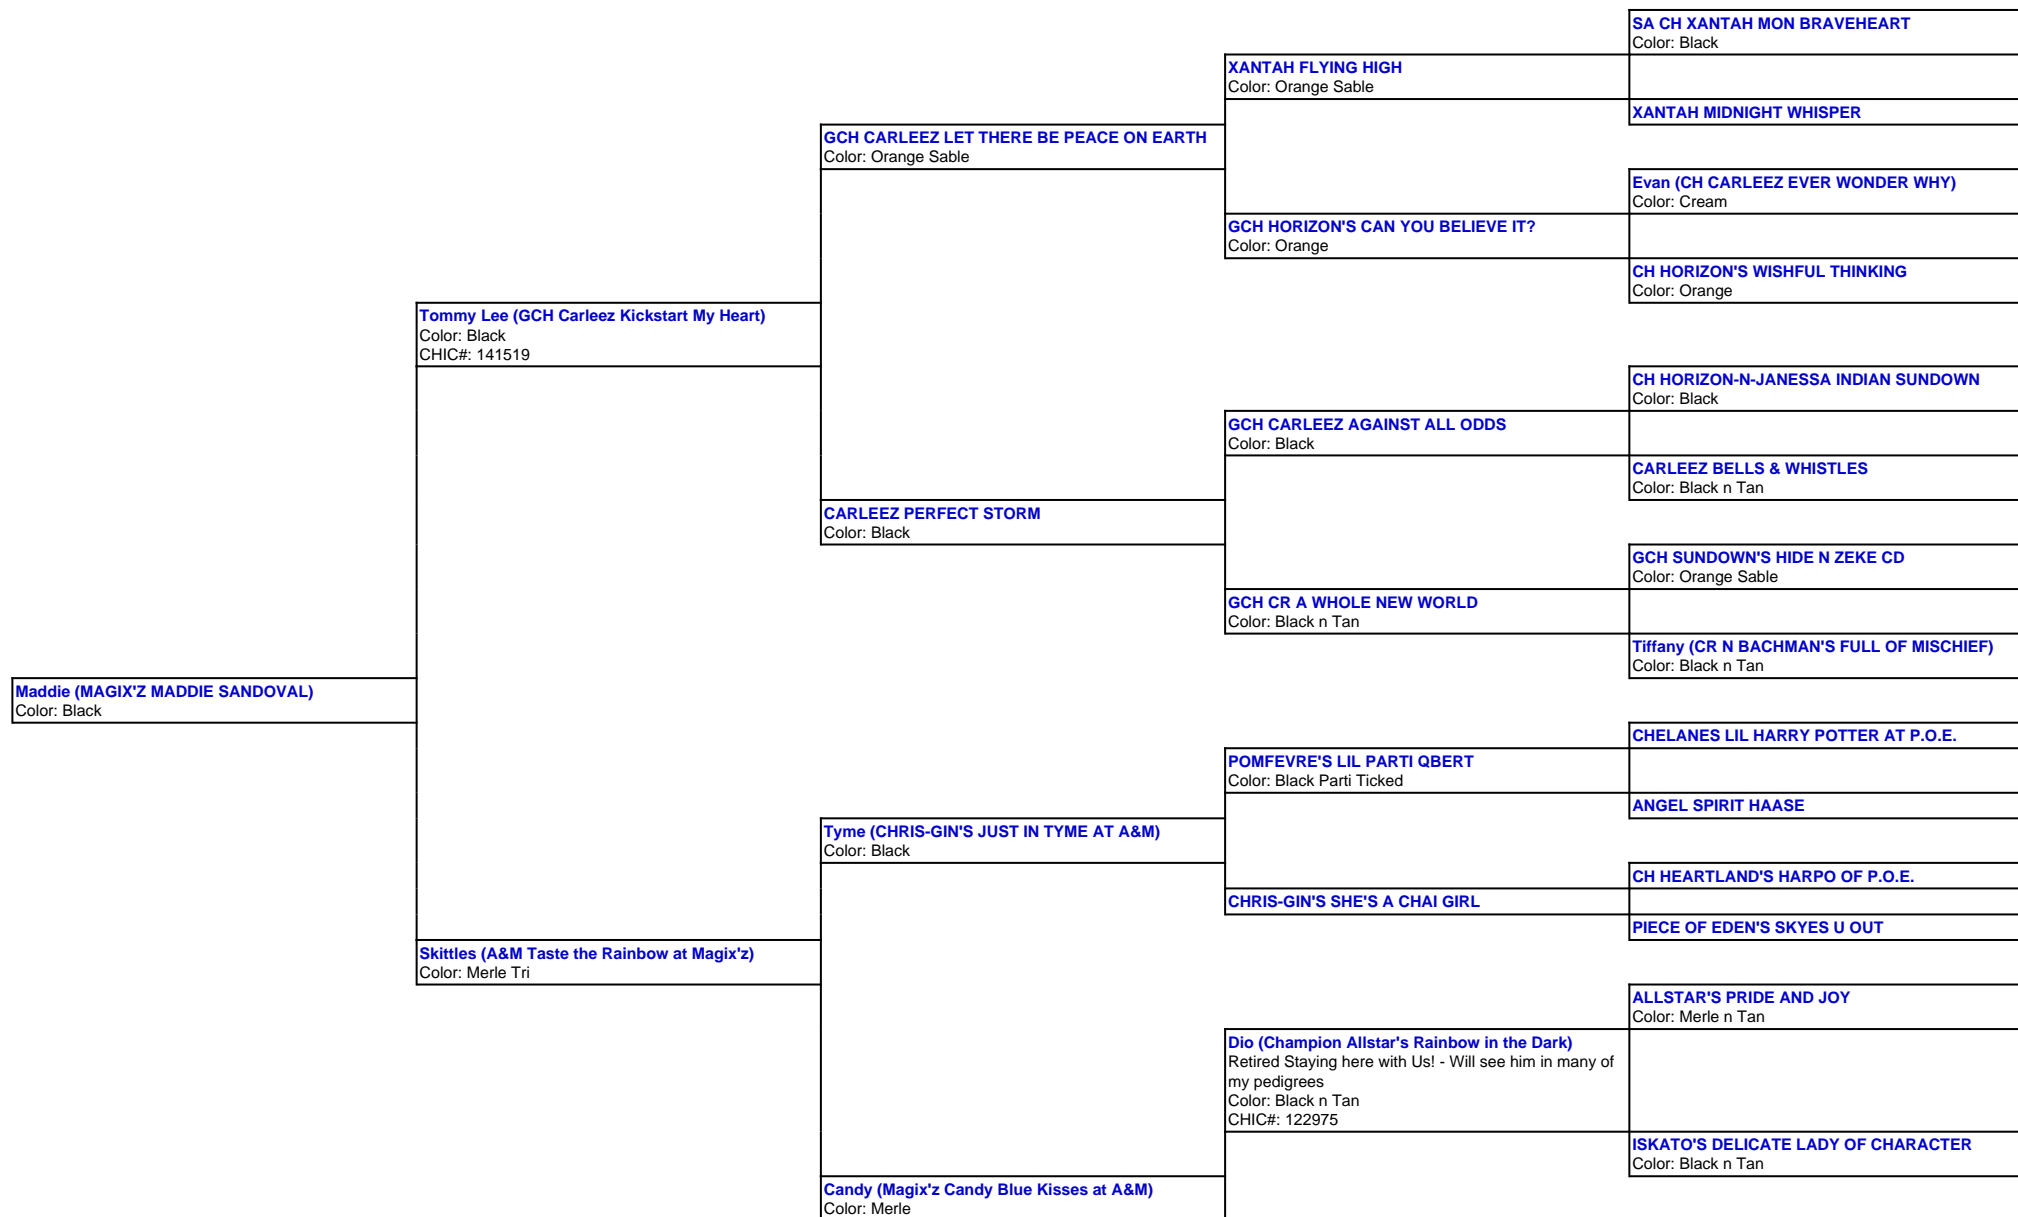 SA CH XANTAH MON BRAVEHEART
Color: Black
XANTAH FLYING HIGH
Color: Orange Sable
XANTAH MIDNIGHT WHISPER
GCH CARLEEZ LET THERE BE PEACE ON EARTH
Color: Orange Sable
Evan (CH CARLEEZ EVER WONDER WHY)
Color: Cream
GCH HORIZON'S CAN YOU BELIEVE IT?
Color: Orange
CH HORIZON'S WISHFUL THINKING
Color: Orange
Tommy Lee (GCH Carleez Kickstart My Heart)
Color: Black
CHIC#: 141519
CH HORIZON-N-JANESSA INDIAN SUNDOWN
Color: Black
GCH CARLEEZ AGAINST ALL ODDS
Color: Black
CARLEEZ BELLS & WHISTLES
Color: Black n Tan
CARLEEZ PERFECT STORM
Color: Black
GCH SUNDOWN'S HIDE N ZEKE CD
Color: Orange Sable
GCH CR A WHOLE NEW WORLD
Color: Black n Tan
Tiffany (CR N BACHMAN'S FULL OF MISCHIEF)
Color: Black n Tan
Maddie (MAGIX'Z MADDIE SANDOVAL)
Color: Black
CHELANES LIL HARRY POTTER AT P.O.E.
POMFEVRE'S LIL PARTI QBERT
Color: Black Parti Ticked
ANGEL SPIRIT HAASE
Tyme (CHRIS-GIN'S JUST IN TYME AT A&M)
Color: Black
CH HEARTLAND'S HARPO OF P.O.E.
CHRIS-GIN'S SHE'S A CHAI GIRL
PIECE OF EDEN'S SKYES U OUT
Skittles (A&M Taste the Rainbow at Magix'z)
Color: Merle Tri
ALLSTAR'S PRIDE AND JOY
Color: Merle n Tan
Dio (Champion Allstar's Rainbow in the Dark)
Retired Staying here with Us! - Will see him in many of
my pedigrees
Color: Black n Tan
CHIC#: 122975
ISKATO'S DELICATE LADY OF CHARACTER
Color: Black n Tan
Candy (Magix'z Candy Blue Kisses at A&M)
Color: Merle